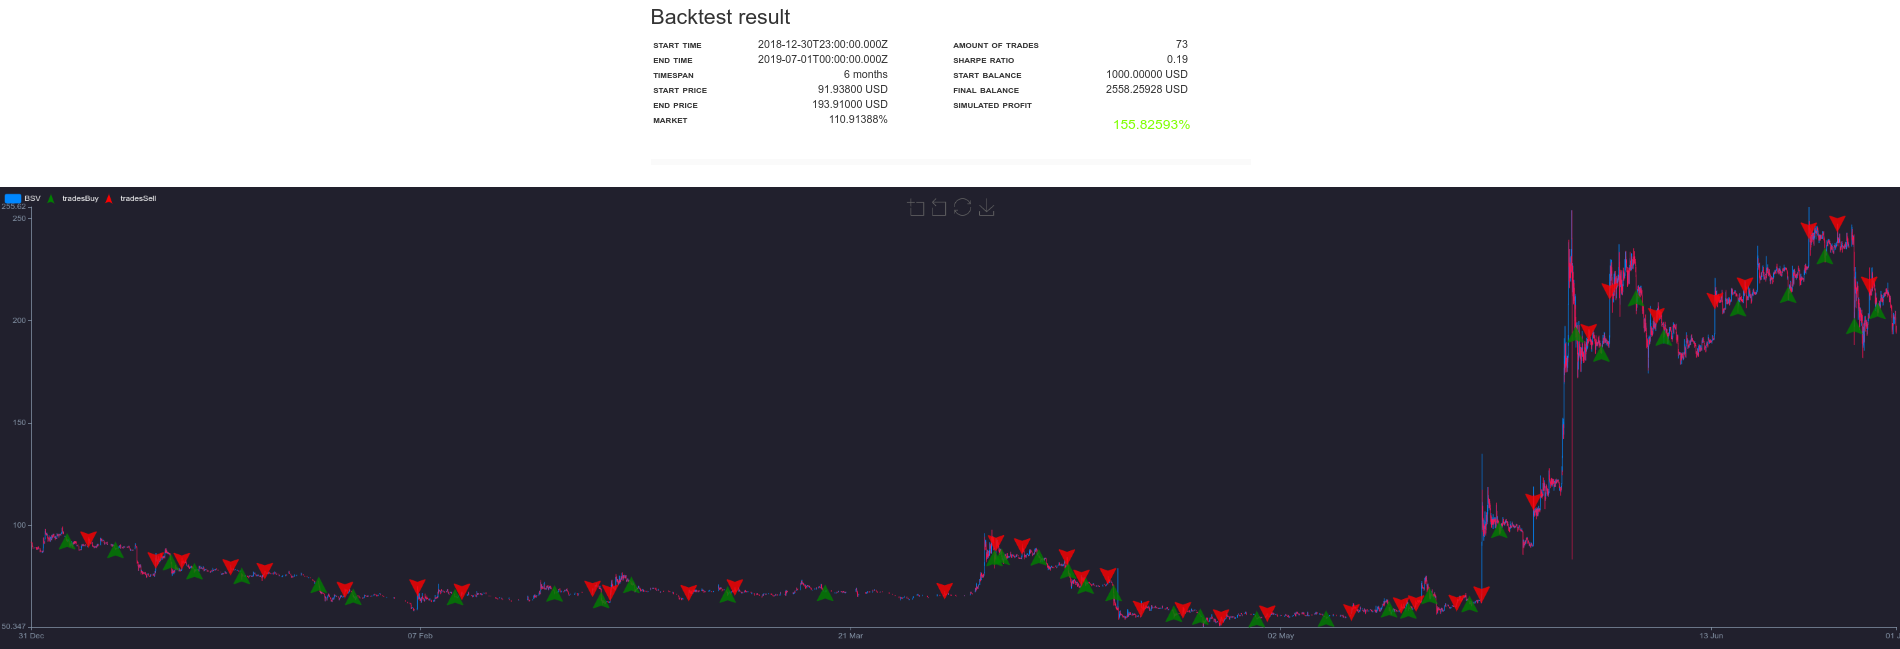 Backtest result
START TIME 2018-12-30T23:00:00.000Z
END TIME 2019-07-01T00:00:00.000Z
TIMESPAN 6 months
START PRICE 91.93800 USD
END PRICE 193.91000 USD
MARKET 110.91388%
AMOUNT OF TRADES 73
SHARPE RATIO 0.19
START BALANCE 1000.00000 USD
FINAL BALANCE 2558.25928 USD
SIMULATED PROFIT
155.82593%
BSV tradesBuy tradesSell
255.62
250
200
150
100
50.347
31 Dec 07 Feb 21 Mar 02 May 13 Jun 01 J